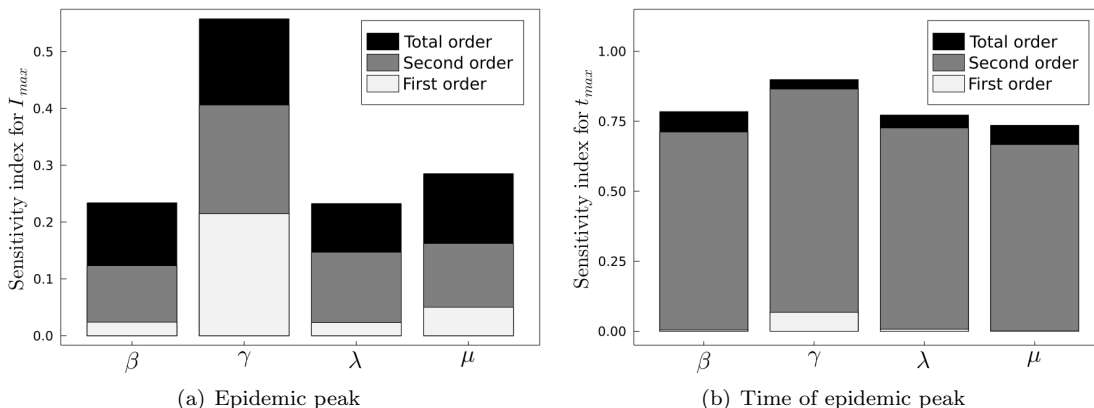 Sensitivity index for I_max
0.5
0.4
0.3
0.2
0.1
0.0
Total order
Second order
First order
β γ λ μ
(a) Epidemic peak
Sensitivity index for t_max
1.00
0.75
0.50
0.25
0.00
Total order
Second order
First order
β γ λ μ
(b) Time of epidemic peak